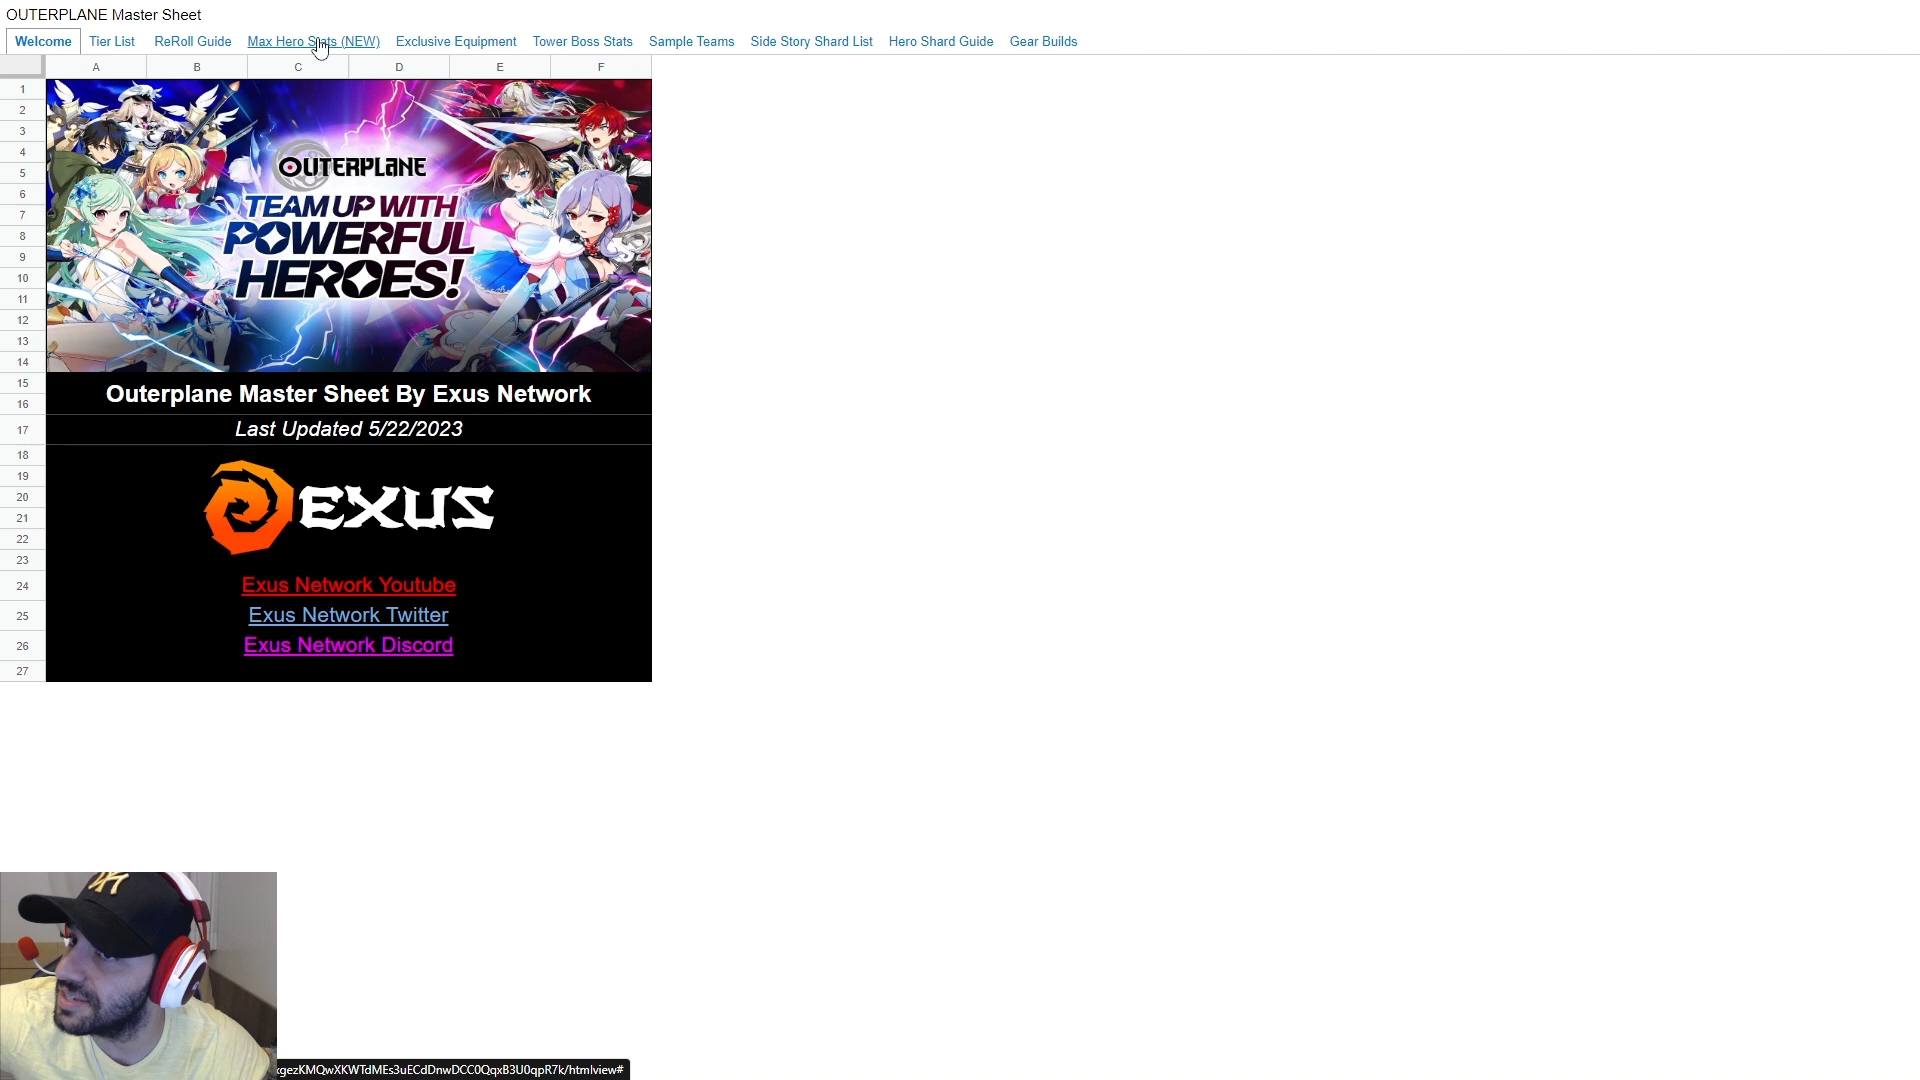 OUTERPLANE Master Sheet
Welcome Tier List ReRoll Guide Max Hero Stats (NEW) Exclusive Equipment Tower Boss Stats Sample Teams Side Story Shard List Hero Shard Guide Gear Builds
A B C D E F
1
2
3
4
5
6
7
8
9
10
11
12
13
14
15
16
17
18
19
20
21
22
23
24
25
26
27
OUTERPLANE
TEAM UP WITH
POWERFUL
HEROES!
Outerplane Master Sheet By Exus Network
Last Updated 5/22/2023
EXUS
Exus Network Youtube
Exus Network Twitter
Exus Network Discord
gezKMQwXKWTdMEs3uECdDnwDCC0QqxB3U0qpR7k/htmlview#